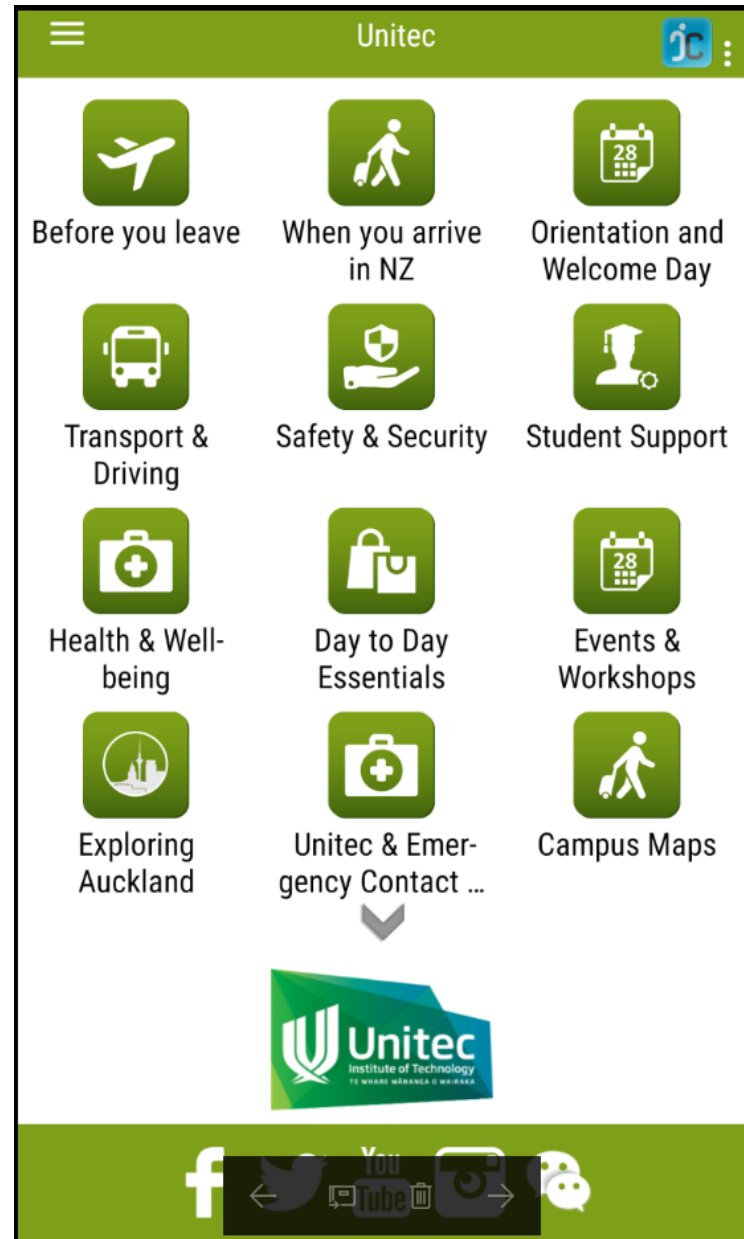 Unitec
jc
Before you leave
When you arrive
in NZ
28
Orientation and
Welcome Day
Transport &
Driving
Safety & Security
Student Support
Health & Well-
being
Day to Day
Essentials
28
Events &
Workshops
Exploring
Auckland
Unitec & Emer-
gency Contact ...
Campus Maps
Unitec
Institute of Technology
TE WHARE WĀNANGA O WAIRAKA
f
You
Tube